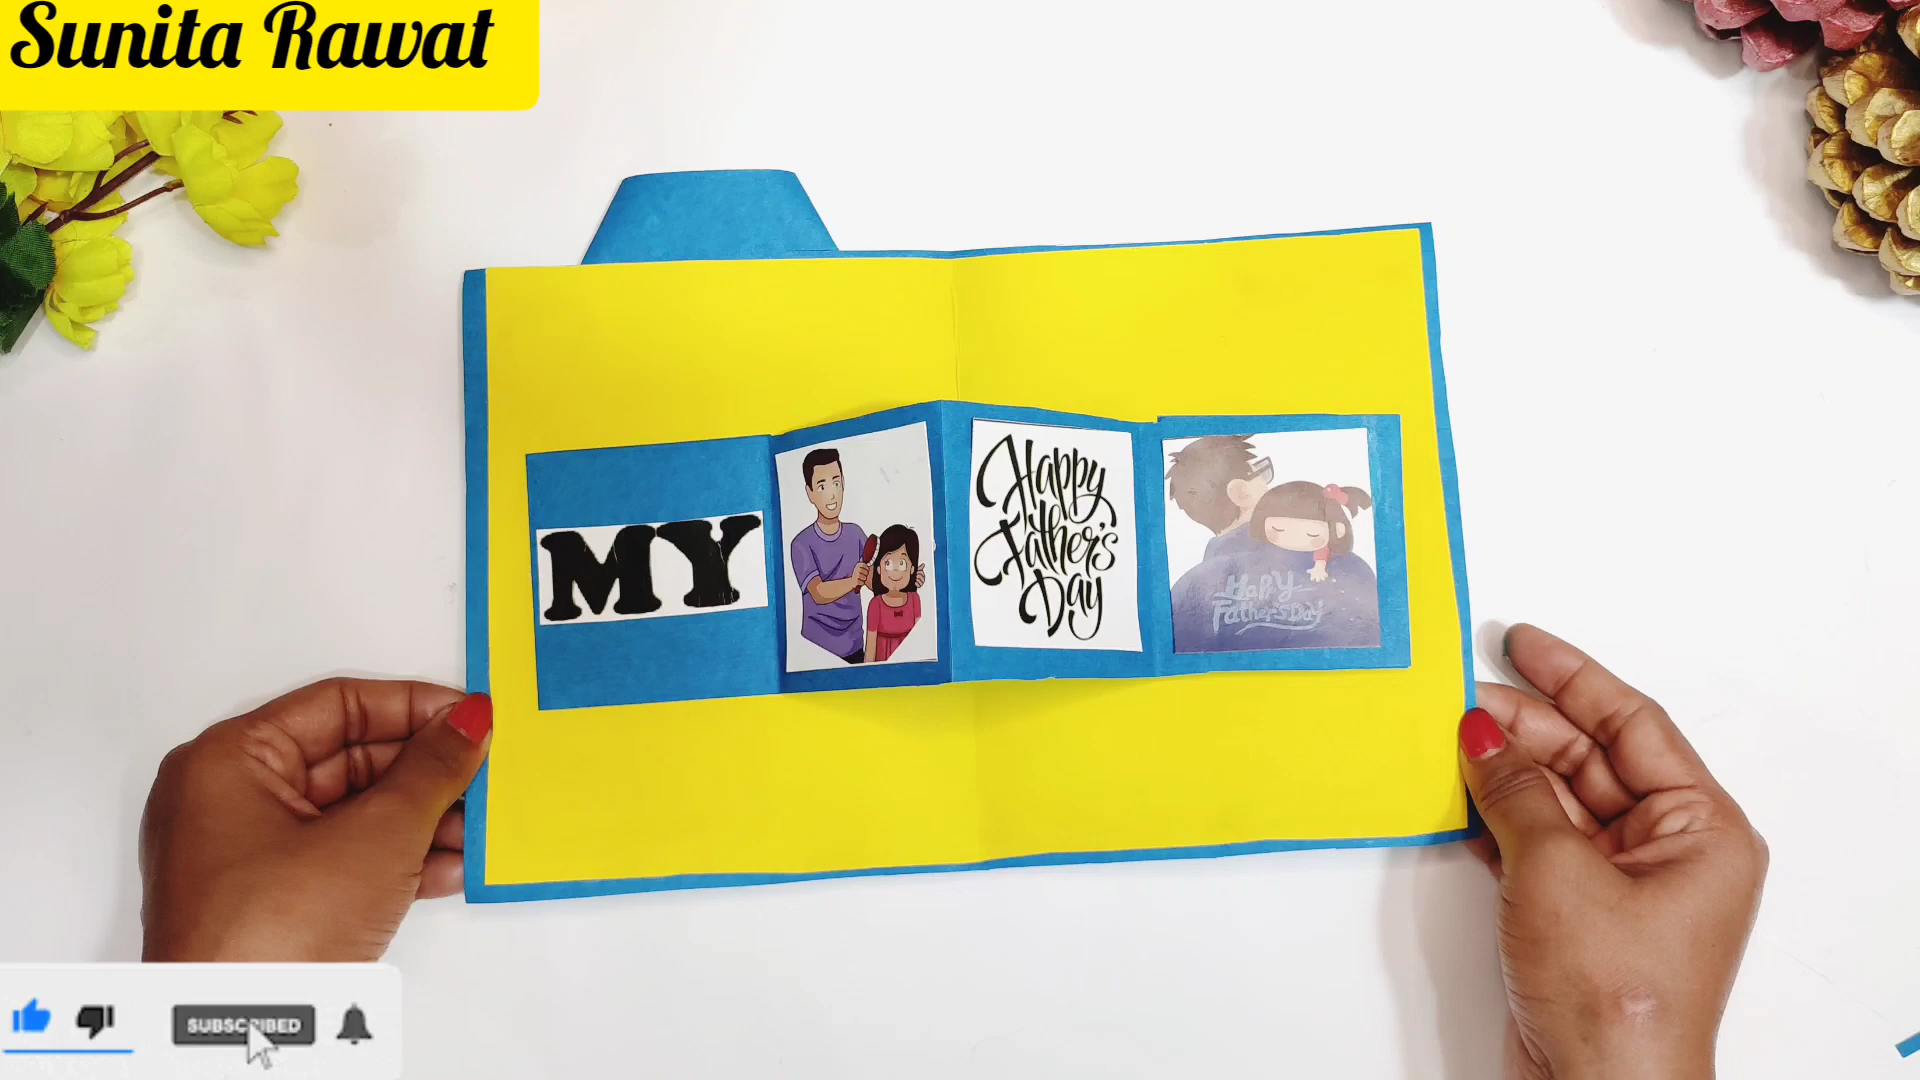 Sunita Rawat
MY
Happy
Father's
Day
Happy
Father's Day
SUBSCRIBED